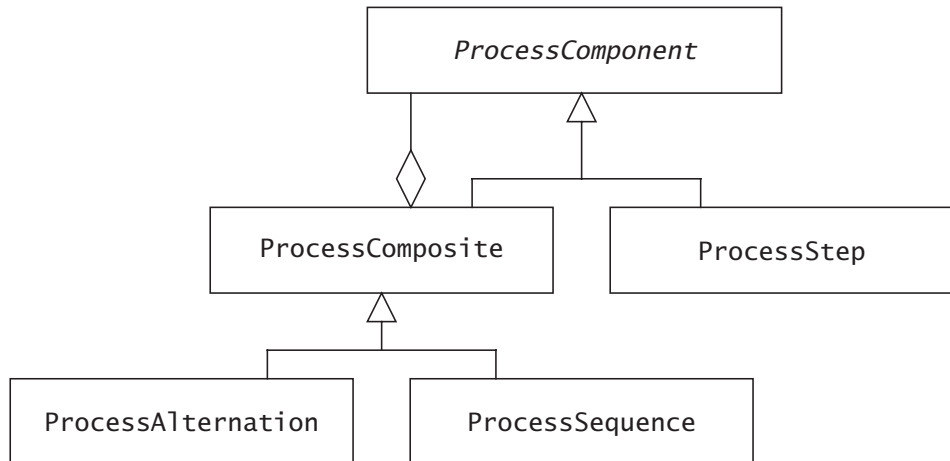 ProcessComponent
ProcessComposite
ProcessStep
ProcessAlternation
ProcessSequence